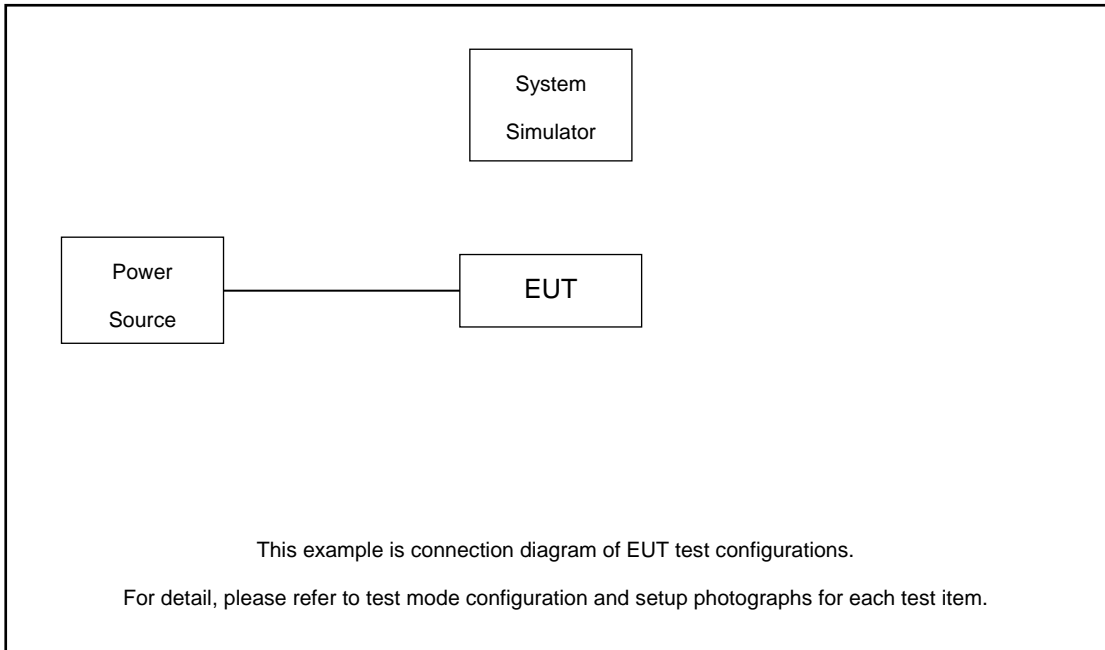 System
Simulator
Power
Source
EUT
This example is connection diagram of EUT test configurations.
For detail, please refer to test mode configuration and setup photographs for each test item.